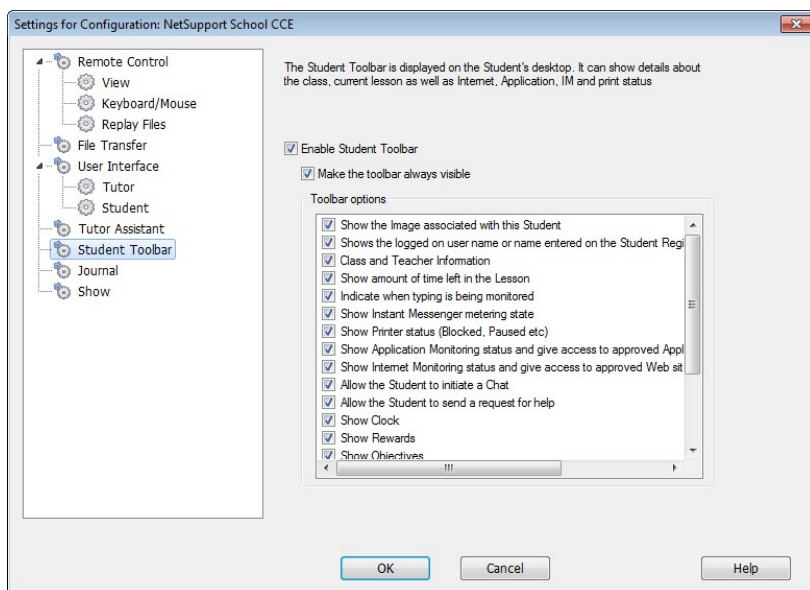 Settings for Configuration: NetSupport School CCE
Remote Control
View
Keyboard/Mouse
Replay Files
File Transfer
User Interface
Tutor
Student
Tutor Assistant
Student Toolbar
Journal
Show
The Student Toolbar is displayed on the Student's desktop. It can show details about
the class, current lesson as well as Internet, Application, IM and print status
Enable Student Toolbar
Make the toolbar always visible
Toolbar options
Show the Image associated with this Student
Shows the logged on user name or name entered on the Student Regi
Class and Teacher Information
Show amount of time left in the Lesson
Indicate when typing is being monitored
Show Instant Messenger metering state
Show Printer status (Blocked, Paused etc)
Show Application Monitoring status and give access to approved Appl
Show Internet Monitoring status and give access to approved Web sit
Allow the Student to initiate a Chat
Allow the Student to send a request for help
Show Clock
Show Rewards
Show Objectives
OK
Cancel
Help